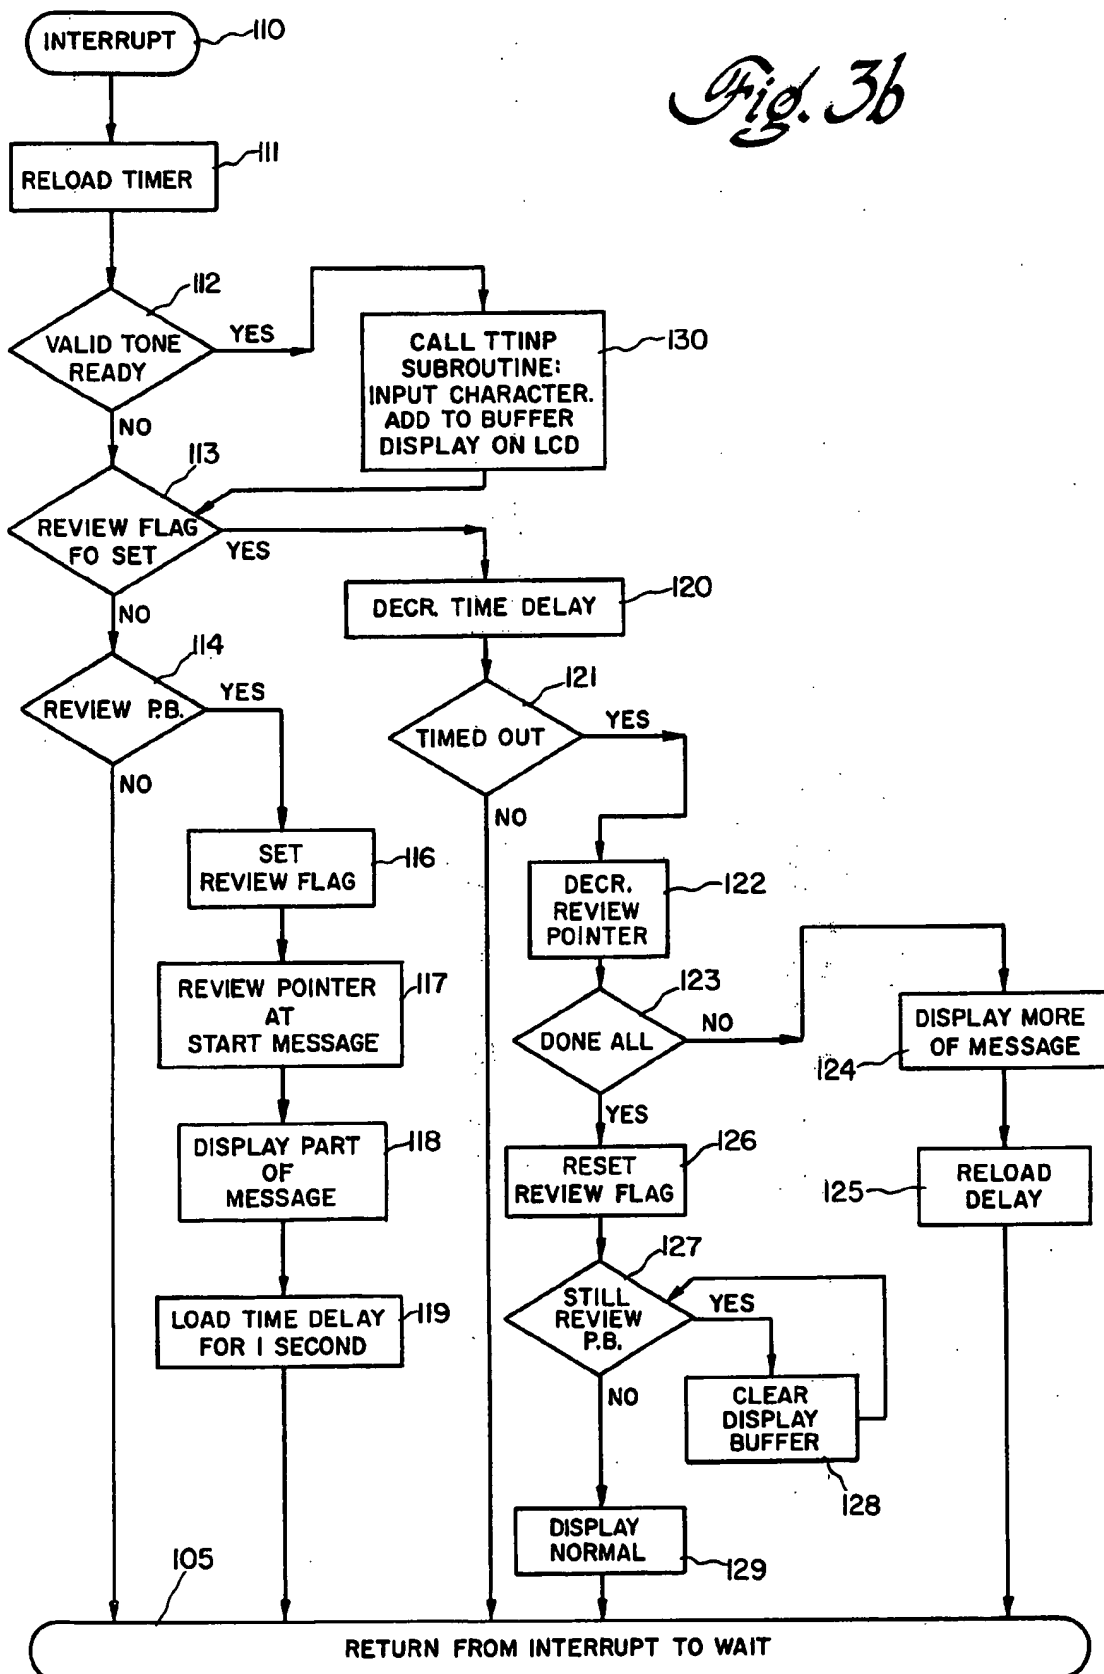 INTERRUPT
110
Fig. 3b
RELOAD TIMER
111
112
VALID TONE
READY
YES
NO
CALL TTINP
SUBROUTINE:
INPUT CHARACTER.
ADD TO BUFFER
DISPLAY ON LCD
130
113
REVIEW FLAG
FO SET
YES
NO
DECR. TIME DELAY
120
114
REVIEW P.B.
YES
NO
121
TIMED OUT
YES
NO
SET
REVIEW FLAG
116
DECR.
REVIEW
POINTER
122
REVIEW POINTER
AT
START MESSAGE
117
123
DONE ALL
NO
YES
DISPLAY MORE
OF MESSAGE
124
DISPLAY PART
OF
MESSAGE
118
RESET
REVIEW FLAG
126
RELOAD
DELAY
125
127
STILL
REVIEW
P.B.
YES
NO
LOAD TIME DELAY
FOR 1 SECOND
119
CLEAR
DISPLAY
BUFFER
128
DISPLAY
NORMAL
129
105
RETURN FROM INTERRUPT TO WAIT